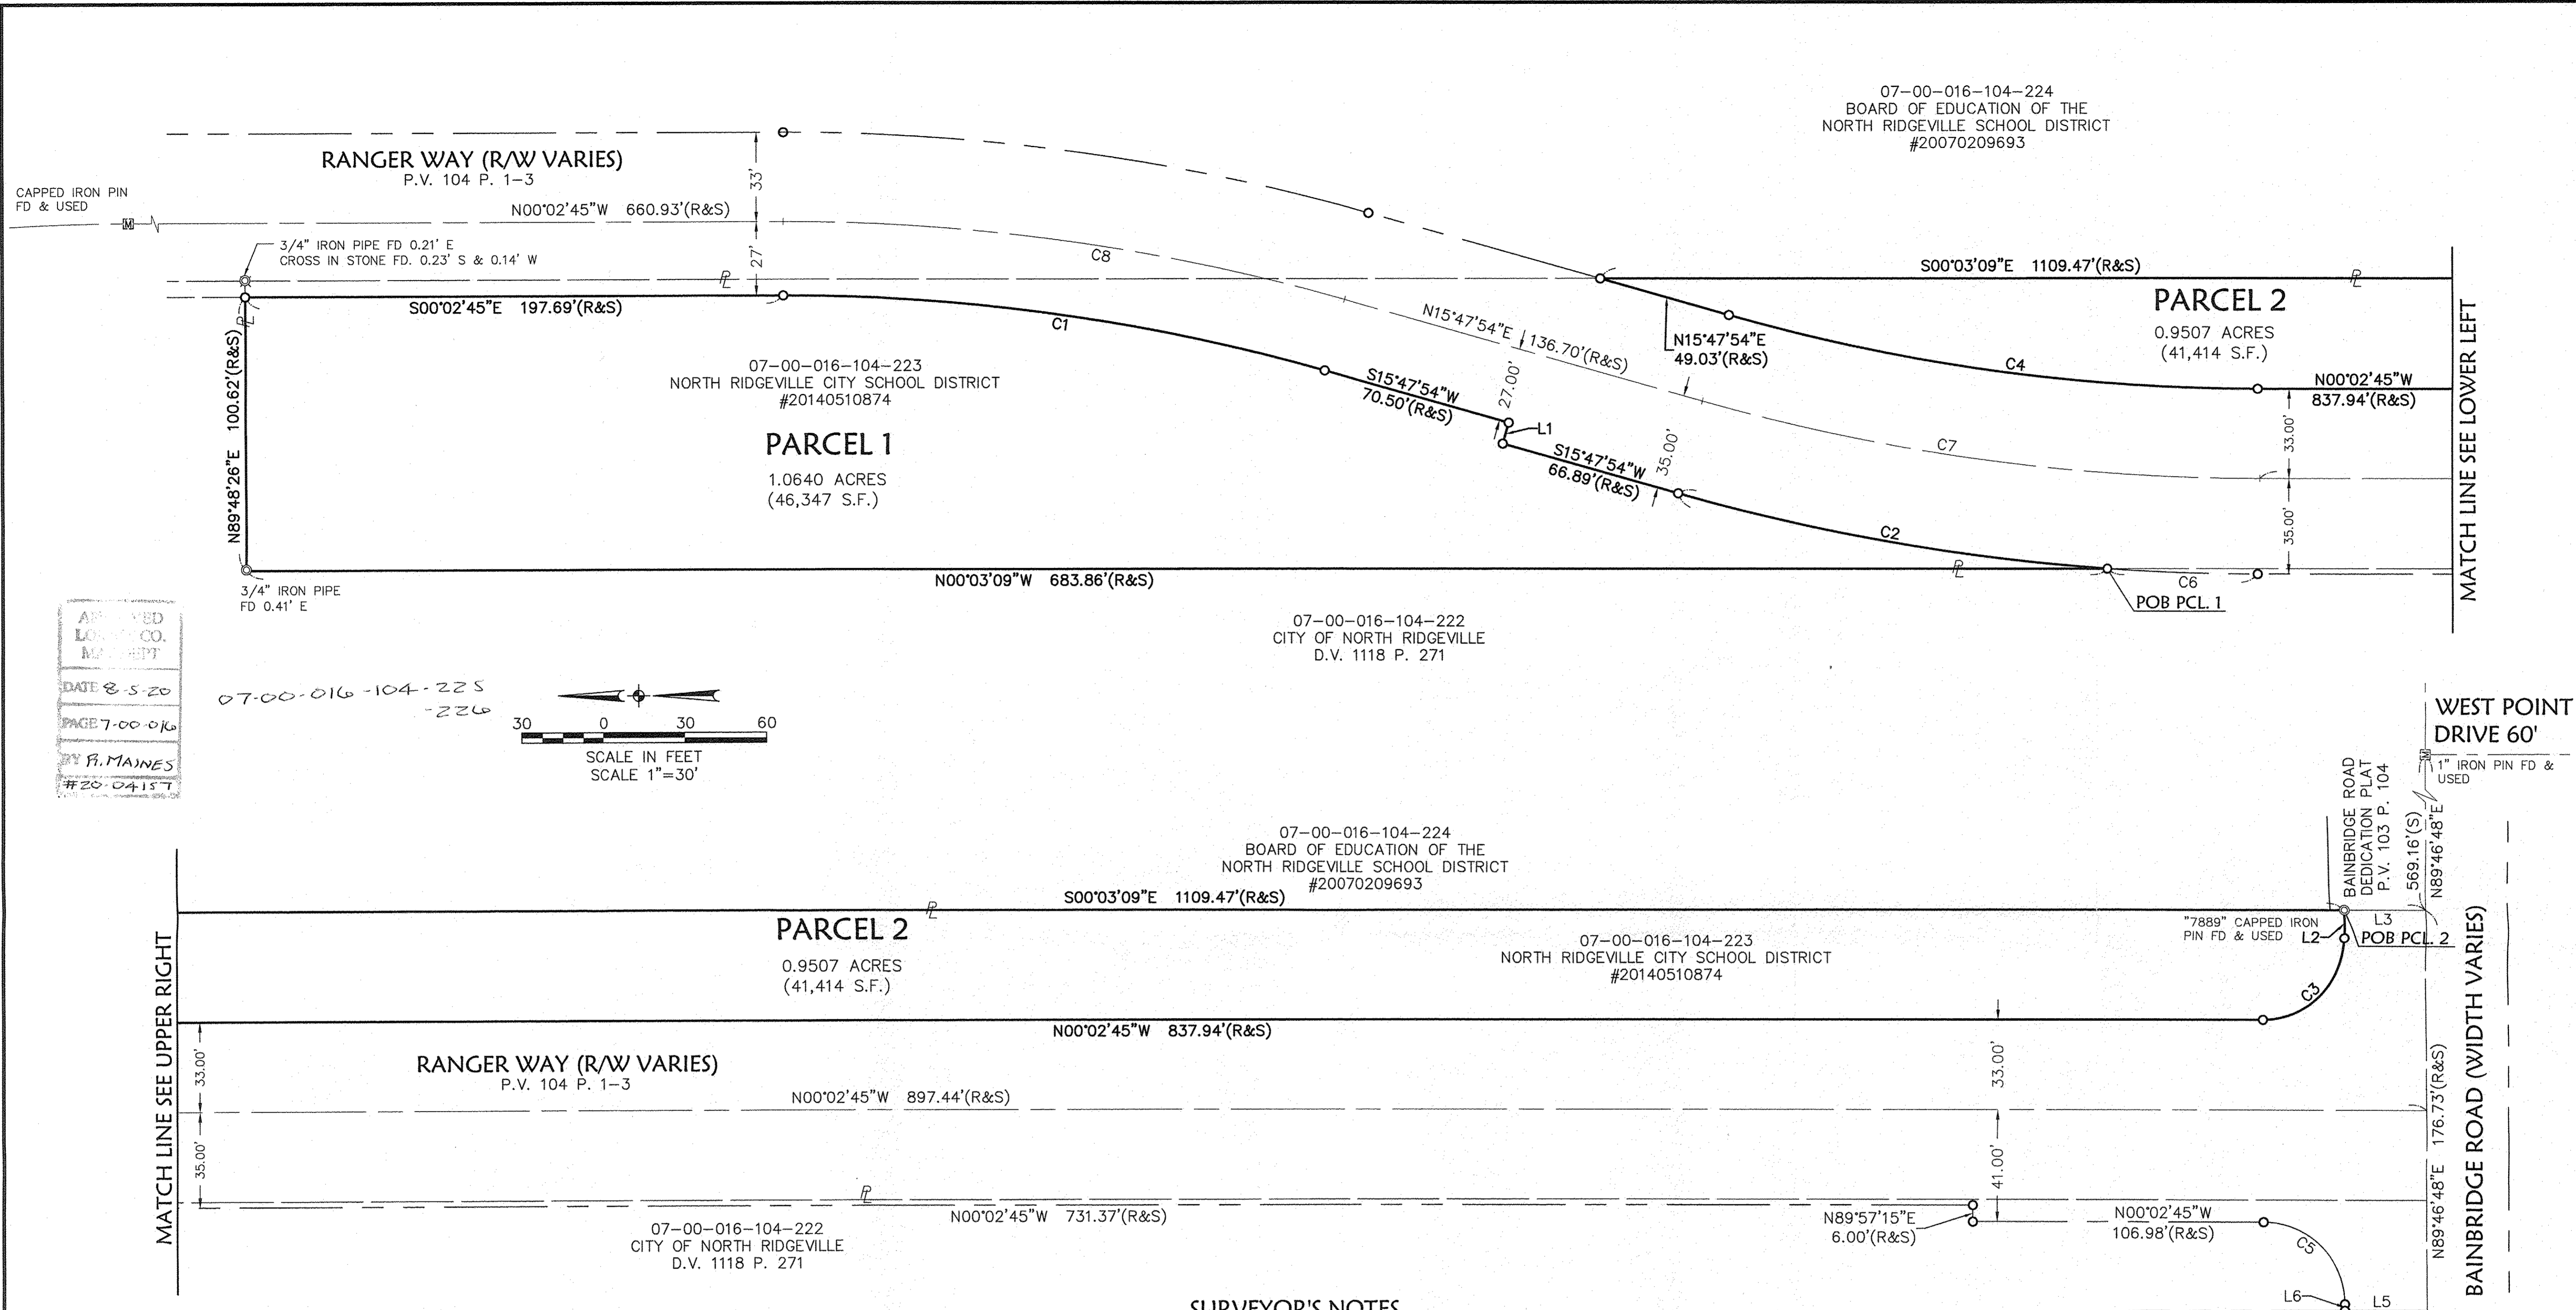 07-00-016-104-224
BOARD OF EDUCATION OF THE
NORTH RIDGEVILLE SCHOOL DISTRICT
#20070209693
RANGER WAY (R/W VARIES)
P.V. 104 P. 1-3
CAPPED IRON PIN
FD & USED
N00°02'45"W 660.93'(R&S)
33'
27'
3/4" IRON PIPE FD 0.21' E
CROSS IN STONE FD. 0.23' S & 0.14' W
C8
S00°03'09"E 1109.47'(R&S)
PL
PL
PARCEL 2
0.9507 ACRES
(41,414 S.F.)
S00°02'45"E 197.69'(R&S)
PL
C1
N15°47'54"E 136.70'(R&S)
N15°47'54"E
49.03'(R&S)
C4
N00°02'45"W
837.94'(R&S)
MATCH LINE SEE LOWER LEFT
N89°48'26"E 100.62'(R&S)
07-00-016-104-223
NORTH RIDGEVILLE CITY SCHOOL DISTRICT
#20140510874
S15°47'54"W
70.50'(R&S)
27.00'
L1
PARCEL 1
1.0640 ACRES
(46,347 S.F.)
S15°47'54"W
66.89'(R&S)
35.00'
C7
33.00'
35.00'
C2
N00°03'09"W 683.86'(R&S)
PL
C6
POB PCL. 1
3/4" IRON PIPE
FD 0.41' E
07-00-016-104-222
CITY OF NORTH RIDGEVILLE
D.V. 1118 P. 271
CO.
DATE 8-5-20
PAGE 7-00-016
BY R. MAINES
#20-04157
07-00-016-104-225
-226
30 0 30 60
SCALE IN FEET
SCALE 1"=30'
WEST POINT
DRIVE 60'
1" IRON PIN FD &
USED
BAINBRIDGE ROAD
DEDICATION PLAT
P.V. 103 P. 104
569.16'(S)
N89°46'48"E
07-00-016-104-224
BOARD OF EDUCATION OF THE
NORTH RIDGEVILLE SCHOOL DISTRICT
#20070209693
S00°03'09"E 1109.47'(R&S)
PL
PARCEL 2
0.9507 ACRES
(41,414 S.F.)
07-00-016-104-223
NORTH RIDGEVILLE CITY SCHOOL DISTRICT
#20140510874
"7889" CAPPED IRON
PIN FD & USED
L2
L3
POB PCL. 2
C3
MATCH LINE SEE UPPER RIGHT
N00°02'45"W 837.94'(R&S)
RANGER WAY (R/W VARIES)
P.V. 104 P. 1-3
33.00'
35.00'
N00°02'45"W 897.44'(R&S)
33.00'
41.00'
N89°46'48"E 176.73'(R&S)
BAINBRIDGE ROAD (WIDTH VARIES)
PL
N00°02'45"W 731.37'(R&S)
07-00-016-104-222
CITY OF NORTH RIDGEVILLE
D.V. 1118 P. 271
N89°57'15"E
6.00'(R&S)
N00°02'45"W
106.98'(R&S)
C5
L6
L5
SURVEYOR'S NOTES